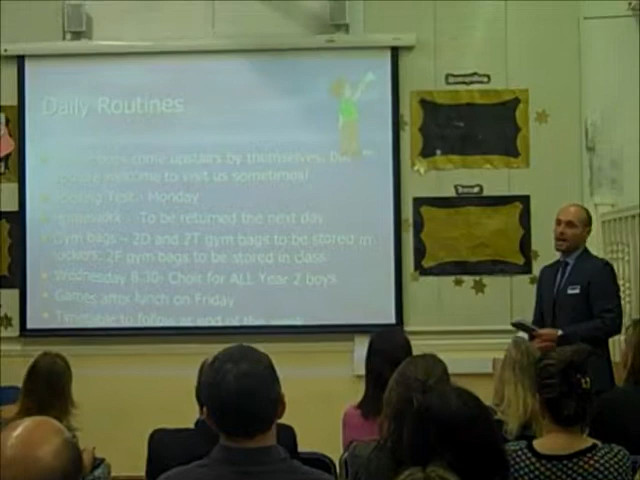 Daily Routines
come upstairs by themselves,
to visit us sometimes!
Test - Monday
- To be returned the next day
Gym bags - 2D and 2T gym bags to be stored in
lockers. 2F gym bags to be stored in class
Wednesday 8.30- Choir for ALL Year 2 boys
Games after lunch on Friday
Timetable to follow at end of the week